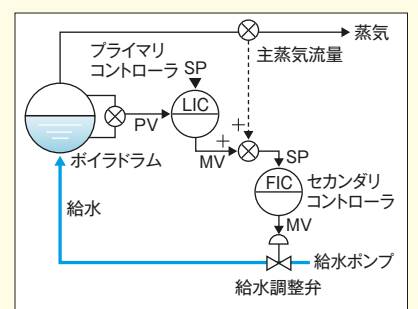 蒸気
プライマリ
コントローラ
SP
主蒸気流量
LIC
PV
+
+
MV
SP
ボイラドラム
FIC
セカンダリ
コントローラ
給水
MV
給水ポンプ
給水調整弁